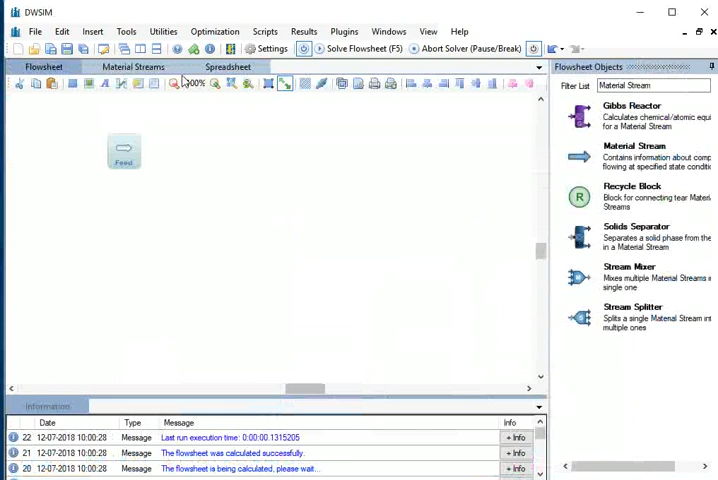 DWSIM
File Edit Insert Tools Utilities Optimization Scripts Results Plugins Windows View Help
Settings Solve Flowsheet (F5) Abort Solver (Pause/Break)
Flowsheet Material Streams Spreadsheet
Flowsheet Objects
100%
Filter List Material Stream
Feed
Gibbs Reactor
Calculates chemical/atomic equi
for a Material Stream
Material Stream
Contains information about comp
flowing at specified state conditic
R
Recycle Block
Block for connecting tear Materi
Streams
Solids Separator
Separates a solid phase from the
in a Material Stream
Stream Mixer
Mixes multiple Material Streams i
single one
Stream Splitter
Splits a single Material Stream int
multiple ones
Information
Date Type Message Info
22 12-07-2018 10:00:28 Message Last run execution time: 0:00:00.1315205 + Info
21 12-07-2018 10:00:28 Message The flowsheet was calculated successfully. + Info
20 12-07-2018 10:00:28 Message The flowsheet is being calculated, please wait... + Info